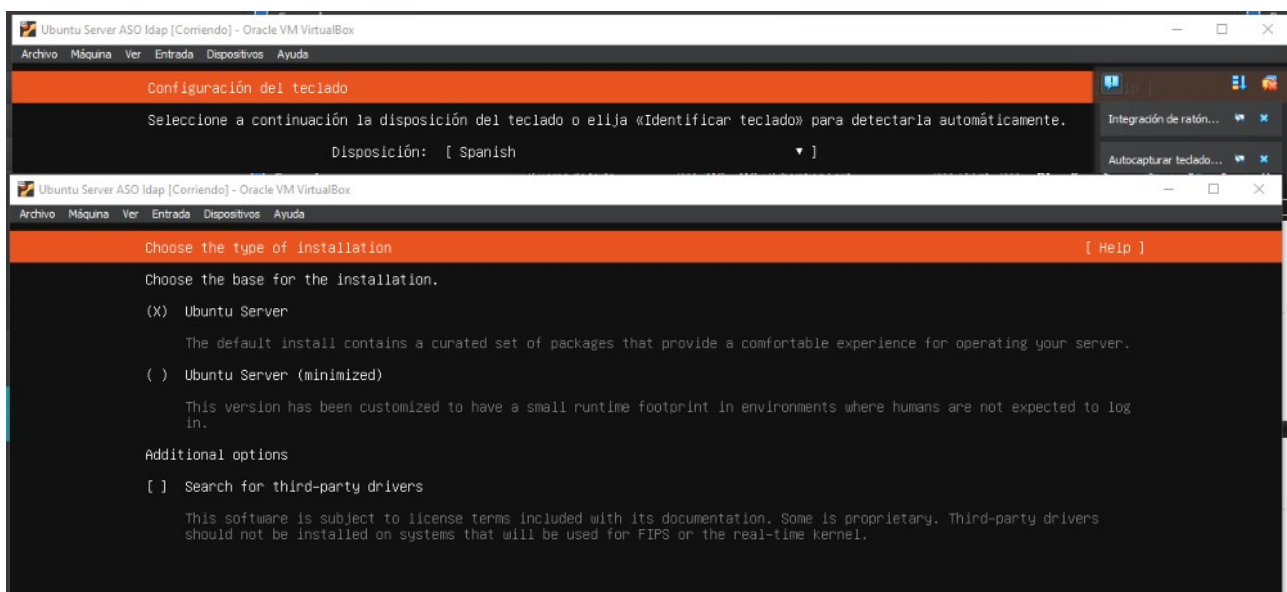 Ubuntu Server ASO ldap [Corriendo] - Oracle VM VirtualBox
Archivo Máquina Ver Entrada Dispositivos Ayuda
Configuración del teclado
Seleccione a continuación la disposición del teclado o elija «Identificar teclado» para detectarla automáticamente.
Integración de ratón...
Disposición: [ Spanish ▾ ]
Autocapturar teclado...
Ubuntu Server ASO ldap [Corriendo] - Oracle VM VirtualBox
Archivo Máquina Ver Entrada Dispositivos Ayuda
Choose the type of installation [ Help ]
Choose the base for the installation.
(X) Ubuntu Server
The default install contains a curated set of packages that provide a comfortable experience for operating your server.
( ) Ubuntu Server (minimized)
This version has been customized to have a small runtime footprint in environments where humans are not expected to log
in.
Additional options
[ ] Search for third-party drivers
This software is subject to license terms included with its documentation. Some is proprietary. Third-party drivers
should not be installed on systems that will be used for FIPS or the real-time kernel.